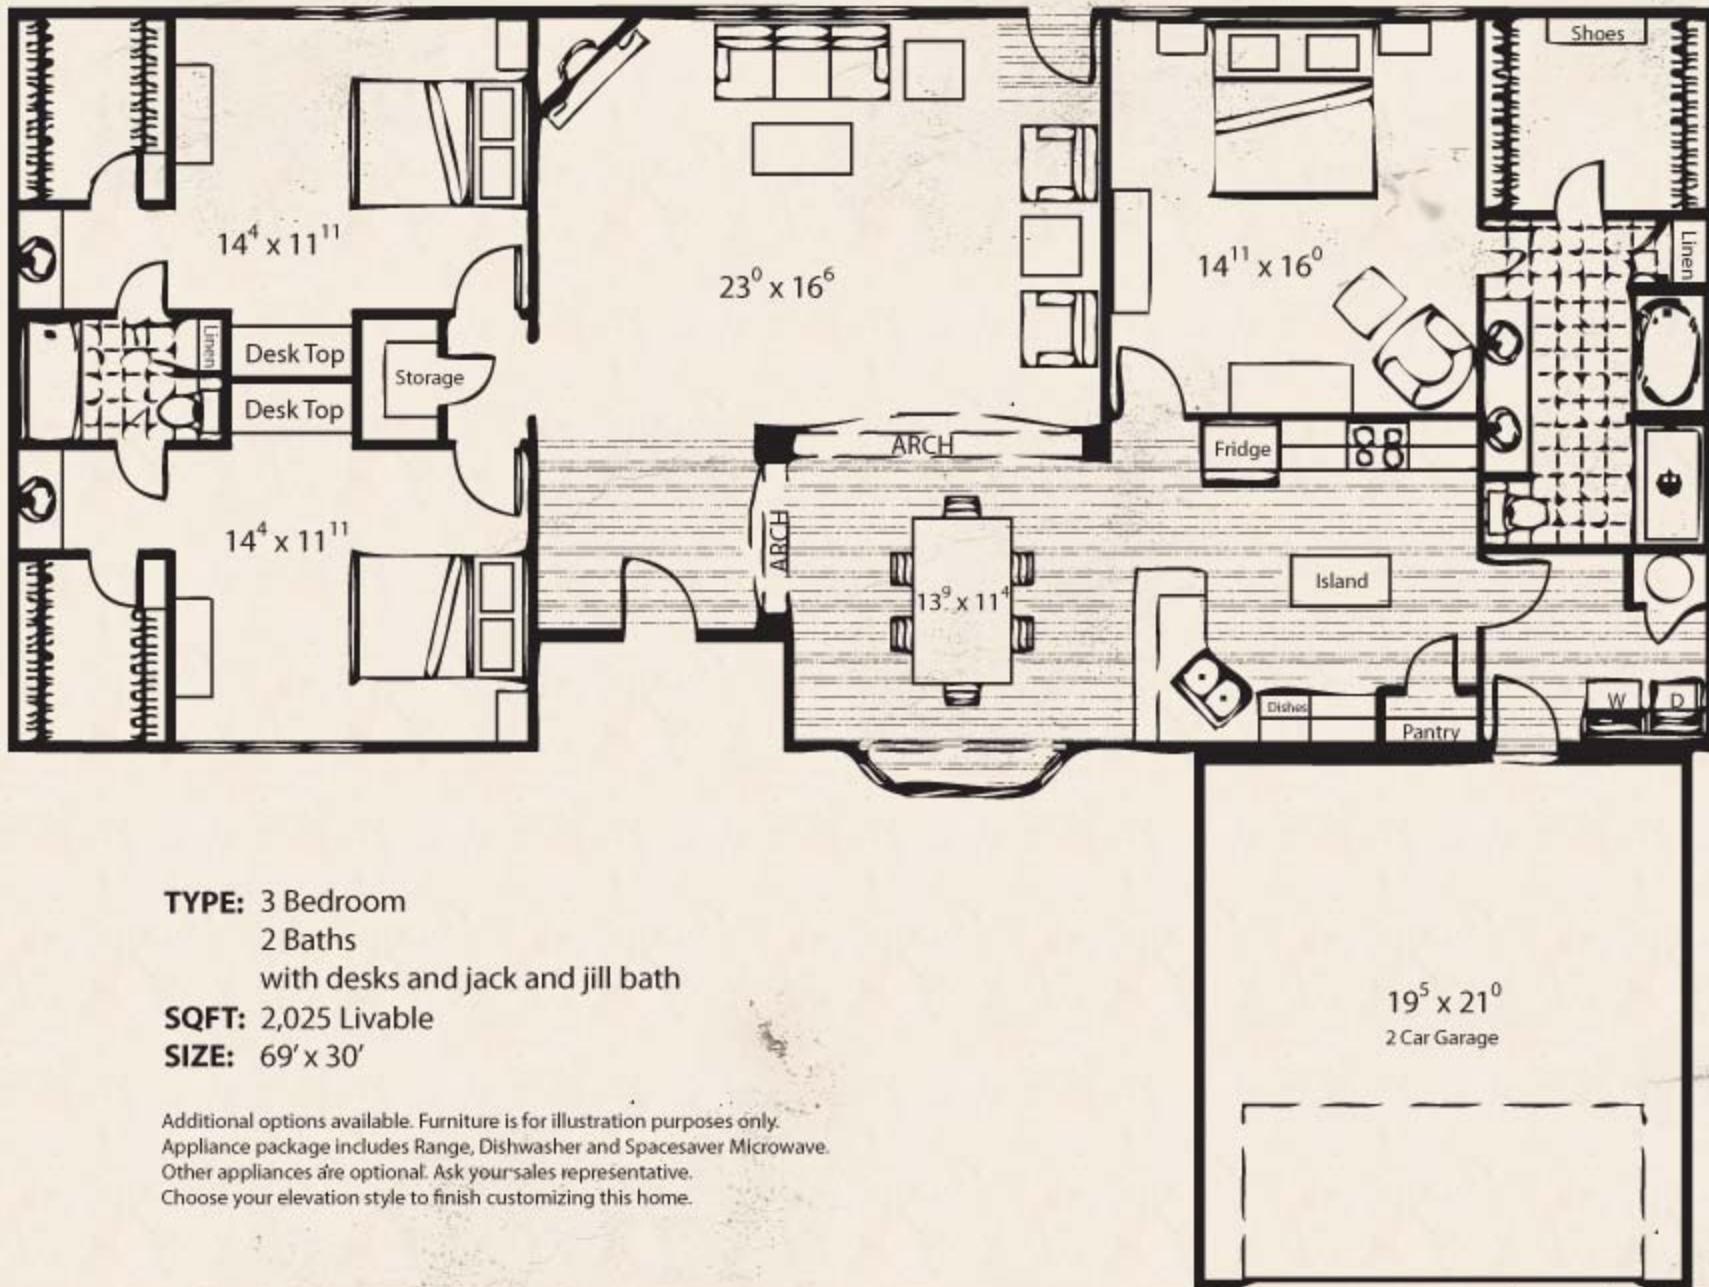 Shoes
14⁴ x 11¹¹
23⁰ x 16⁶
14¹¹ x 16⁰
Linen
Linen
Desk Top
Desk Top
Storage
ARCH
ARCH
Fridge
14⁴ x 11¹¹
13⁹ x 11⁴
Island
Dishes
Pantry
W
D
TYPE: 3 Bedroom
2 Baths
with desks and jack and jill bath
SQFT: 2,025 Livable
SIZE: 69' x 30'
Additional options available. Furniture is for illustration purposes only.
Appliance package includes Range, Dishwasher and Spacesaver Microwave.
Other appliances are optional. Ask your sales representative.
Choose your elevation style to finish customizing this home.
19⁵ x 21⁰
2 Car Garage